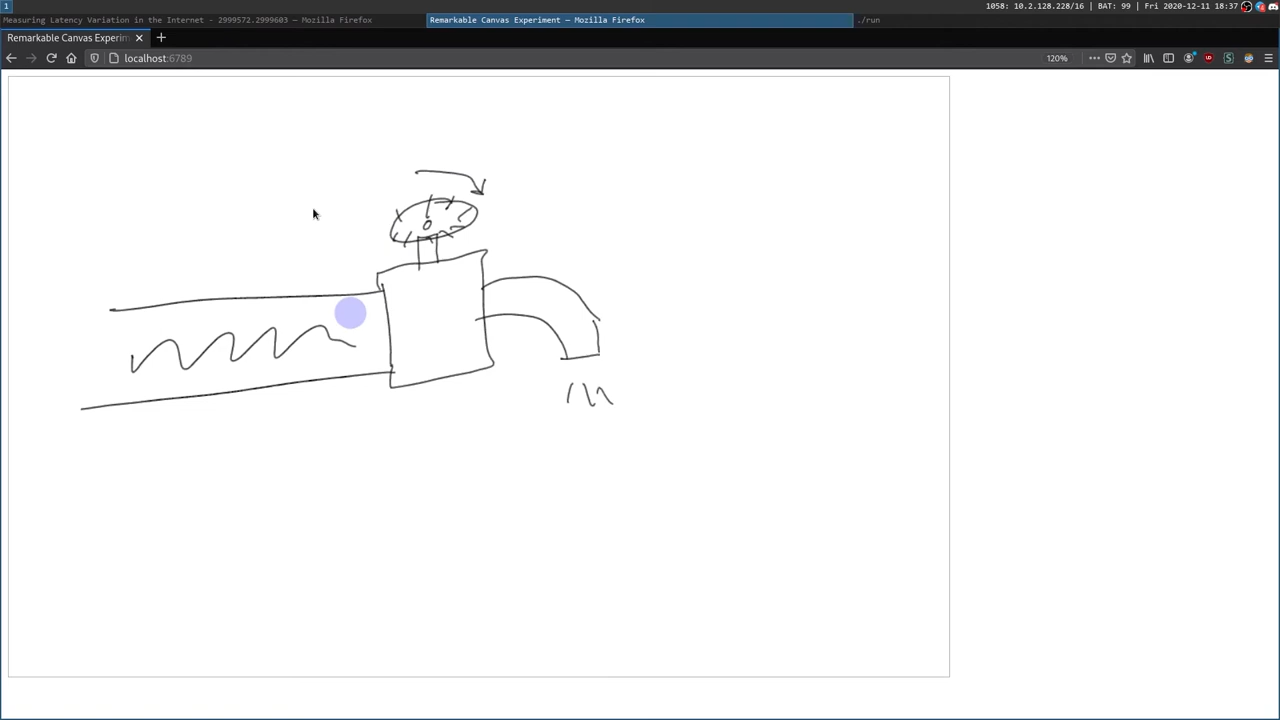 1
Measuring Latency Variation in the Internet - 2999572.2999603 — Mozilla Firefox
Remarkable Canvas Experiment — Mozilla Firefox
./run
1058: 10.2.128.228/16 | BAT: 99 | Fri 2020-12-11 18:37
Remarkable Canvas Experim
localhost:6789
120%